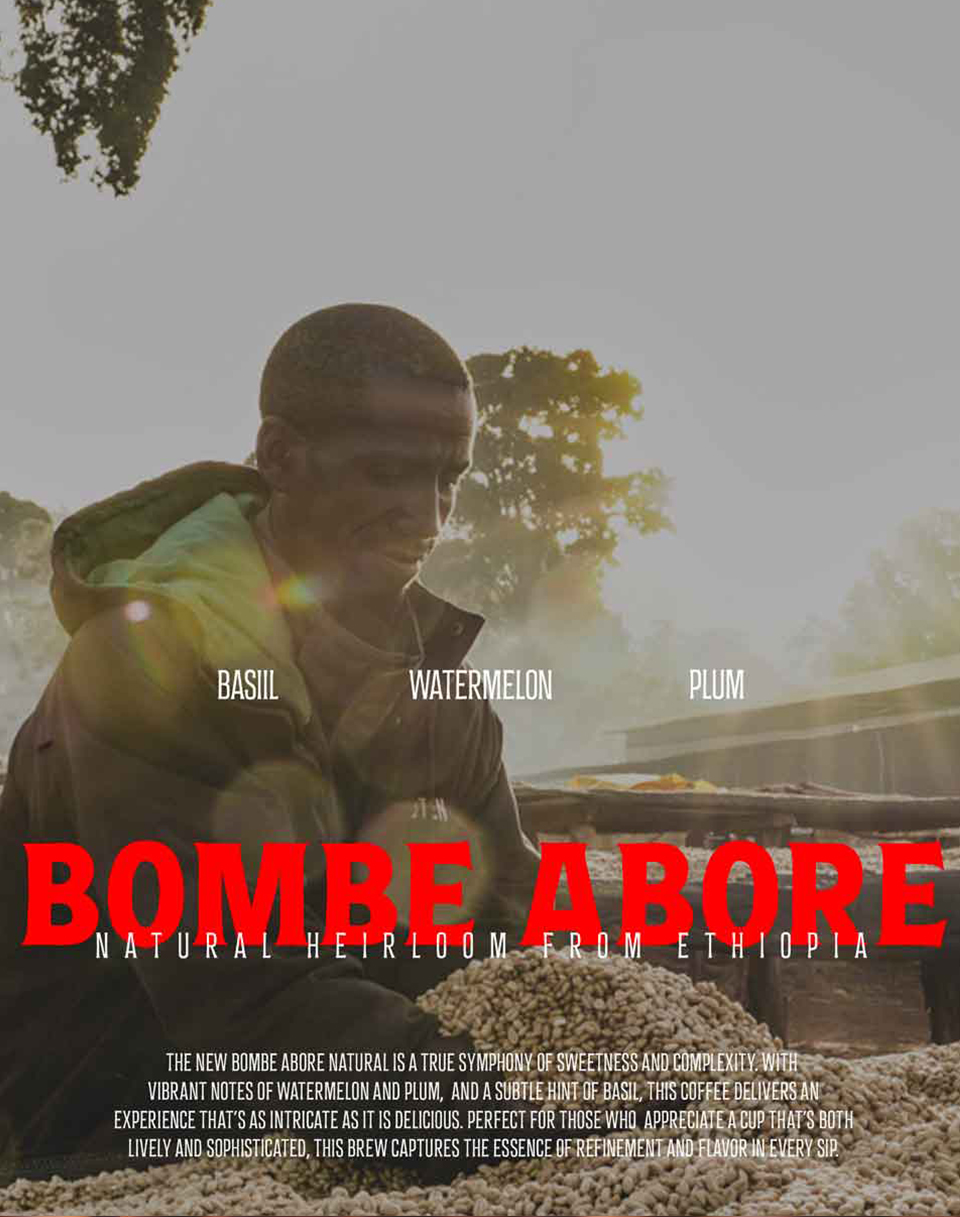 BASIIL WATERMELON PLUM
BOMBE ABORE
NATURAL HEIRLOOM FROM ETHIOPIA
THE NEW BOMBE ABORE NATURAL IS A TRUE SYMPHONY OF SWEETNESS AND COMPLEXITY. WITH
VIBRANT NOTES OF WATERMELON AND PLUM, AND A SUBTLE HINT OF BASIL, THIS COFFEE DELIVERS AN
EXPERIENCE THAT'S AS INTRICATE AS IT IS DELICIOUS. PERFECT FOR THOSE WHO APPRECIATE A CUP THAT'S BOTH
LIVELY AND SOPHISTICATED, THIS BREW CAPTURES THE ESSENCE OF REFINEMENT AND FLAVOR IN EVERY SIP.